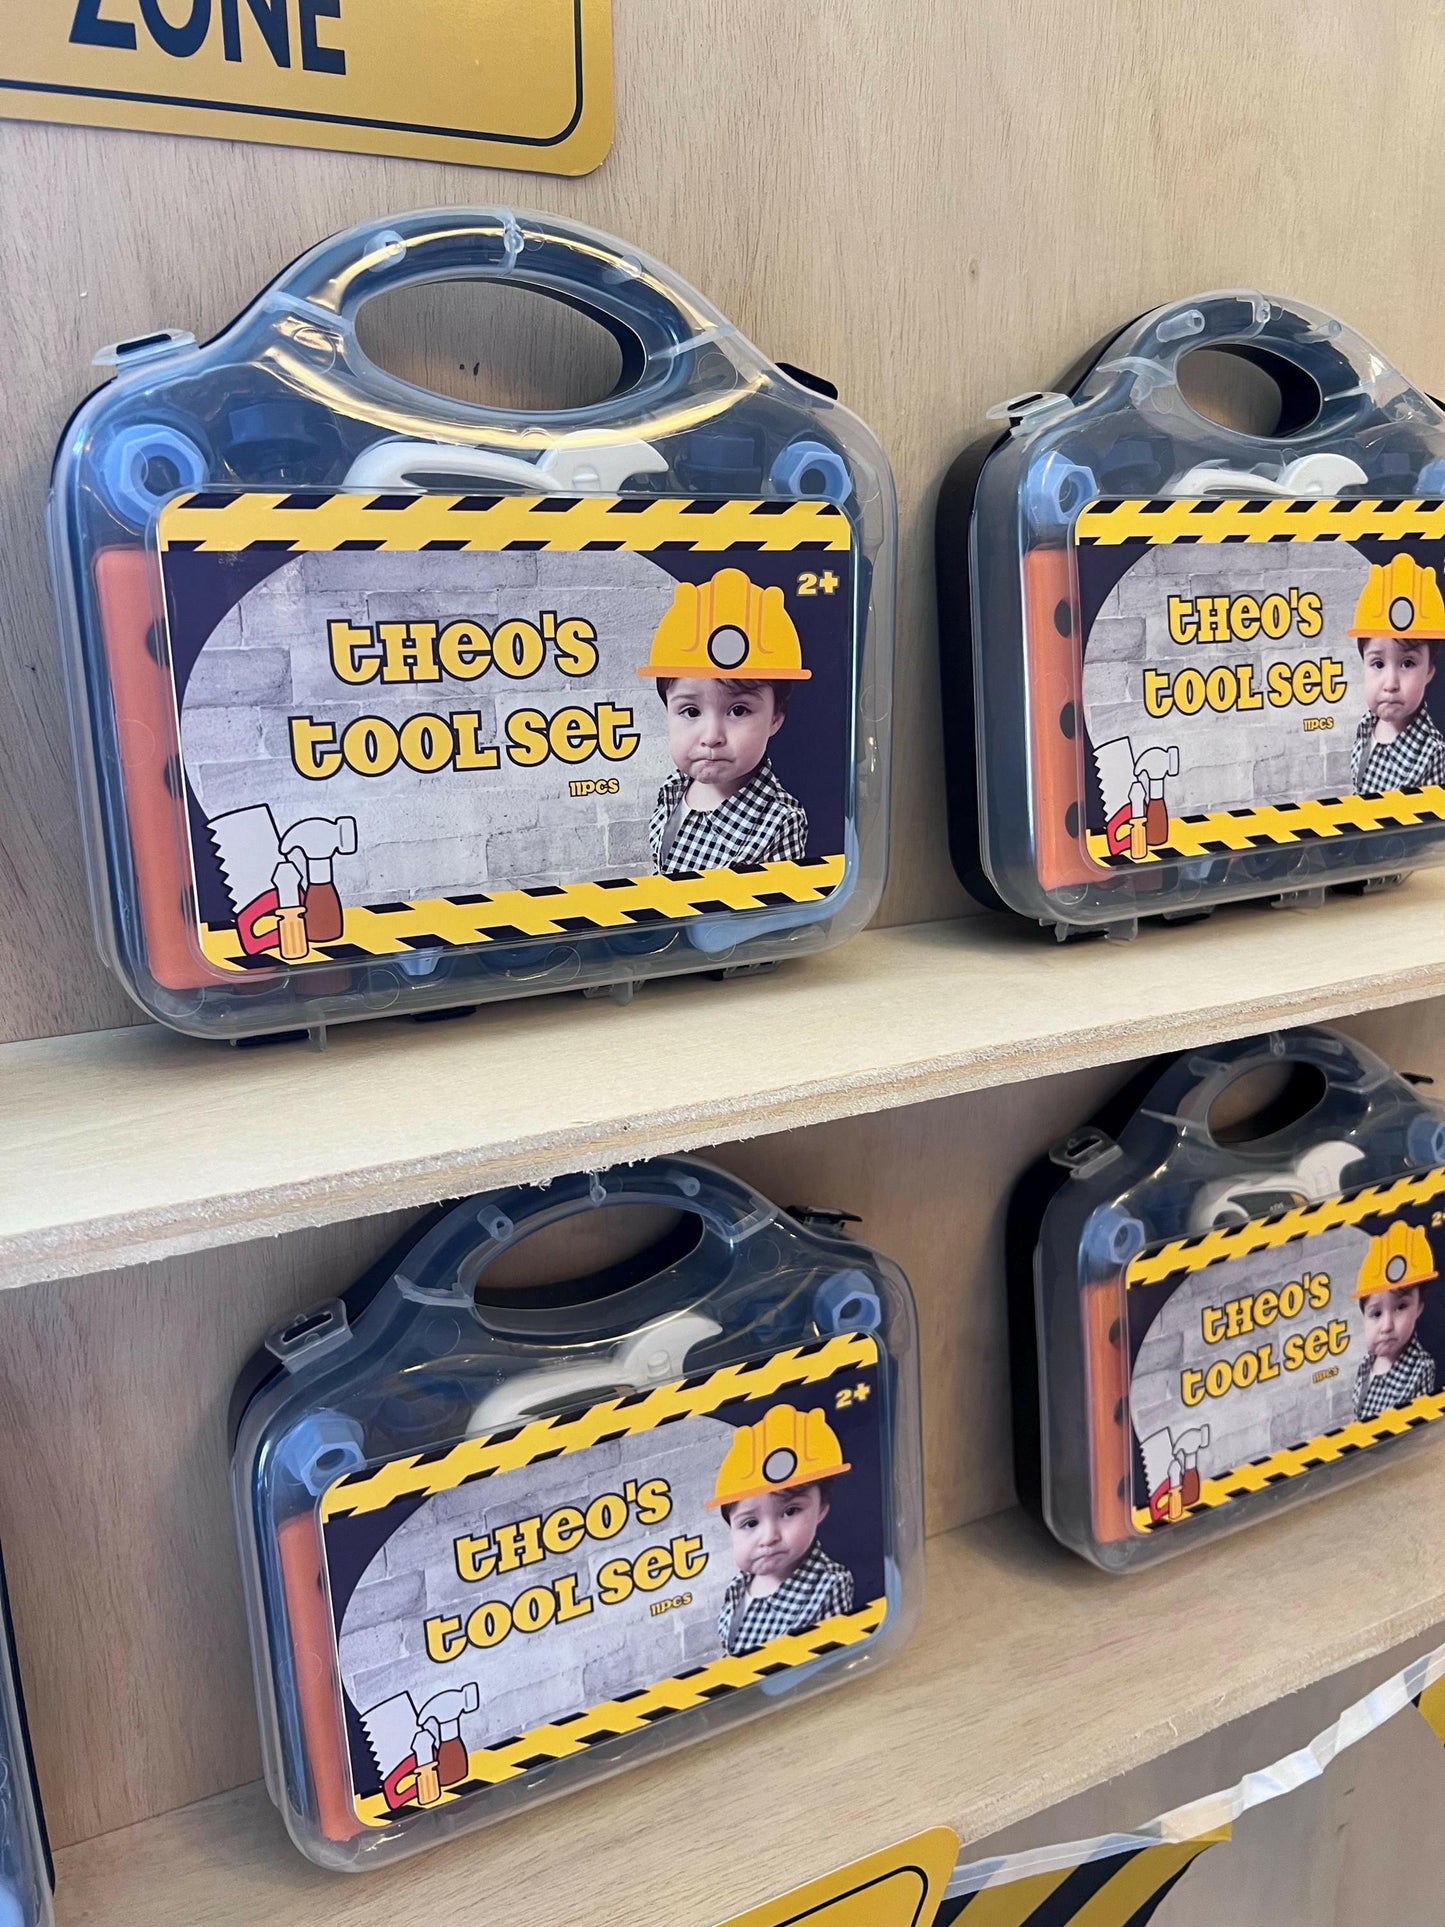 ZONE
2+
tHeo's
tOOL set
11pcs
tHeo's
tOOL set
11pcs
2+
tHeo's
tOOL set
11pcs
2+
tHeo's
tOOL set
11pcs